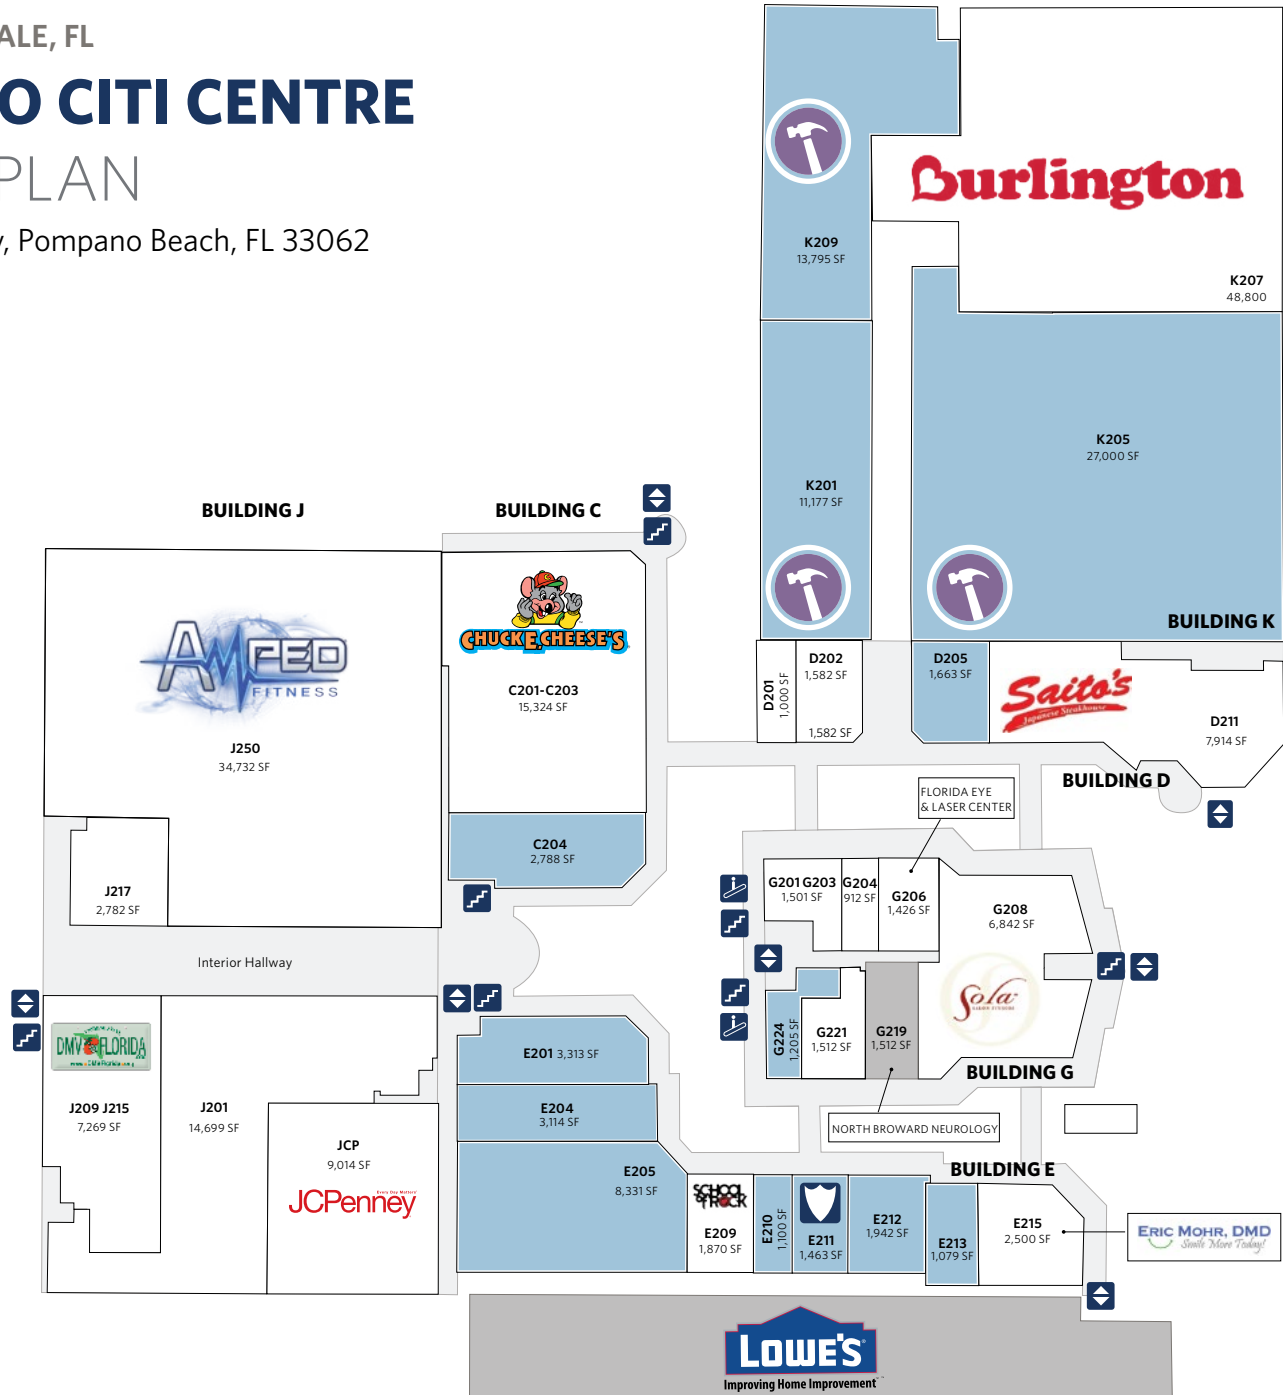 ALE, FL
O CITI CENTRE
PLAN
, Pompano Beach, FL 33062
Burlington
K209
13,795 SF
K207
48,800
K205
27,000 SF
K201
11,177 SF
BUILDING J
BUILDING C
BUILDING K
AMPED
FITNESS
J250
34,732 SF
CHUCK E. CHEESE'S
C201-C203
15,324 SF
D201
1,000 SF
D202
1,582 SF
1,582 SF
D205
1,663 SF
Saito's
Japanese Steakhouse
D211
7,914 SF
BUILDING D
C204
2,788 SF
J217
2,782 SF
FLORIDA EYE
& LASER CENTER
G201 G203
1,501 SF
G204
912 SF
G206
1,426 SF
G208
6,842 SF
Interior Hallway
Sola
G224
1,205 SF
G221
1,512 SF
G219
1,512 SF
BUILDING G
DMV FLORIDA
J209 J215
7,269 SF
J201
14,699 SF
JCP
9,014 SF
Every Day Matters
JCPenney
E201 3,313 SF
E204
3,114 SF
E205
8,331 SF
NORTH BROWARD NEUROLOGY
BUILDING E
SCHOOL of ROCK
E209
1,870 SF
E210
1,100 SF
E211
1,463 SF
E212
1,942 SF
E213
1,079 SF
E215
2,500 SF
ERIC MOHR, DMD
Smile More Today!
LOWE'S
Improving Home Improvement